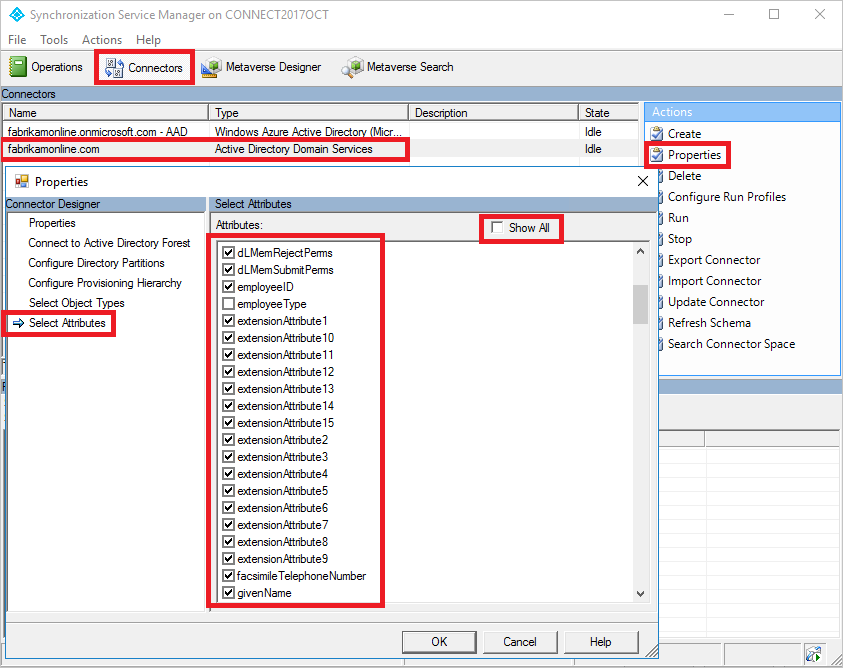 Synchronization Service Manager on CONNECT2017OCT
File Tools Actions Help
Operations Connectors Metaverse Designer Metaverse Search
Connectors
Name Type Description State
fabrikamonline.onmicrosoft.com - AAD Windows Azure Active Directory (Micr... Idle
fabrikamonline.com Active Directory Domain Services Idle
Actions
Create
Properties
Delete
Configure Run Profiles
Run
Stop
Export Connector
Import Connector
Update Connector
Refresh Schema
Search Connector Space
Properties
Connector Designer
Properties
Connect to Active Directory Forest
Configure Directory Partitions
Configure Provisioning Hierarchy
Select Object Types
Select Attributes
Select Attributes
Attributes:
Show All
dLMemRejectPerms
dLMemSubmitPerms
employeeID
employeeType
extensionAttribute1
extensionAttribute10
extensionAttribute11
extensionAttribute12
extensionAttribute13
extensionAttribute14
extensionAttribute15
extensionAttribute2
extensionAttribute3
extensionAttribute4
extensionAttribute5
extensionAttribute6
extensionAttribute7
extensionAttribute8
extensionAttribute9
facsimileTelephoneNumber
givenName
OK Cancel Help